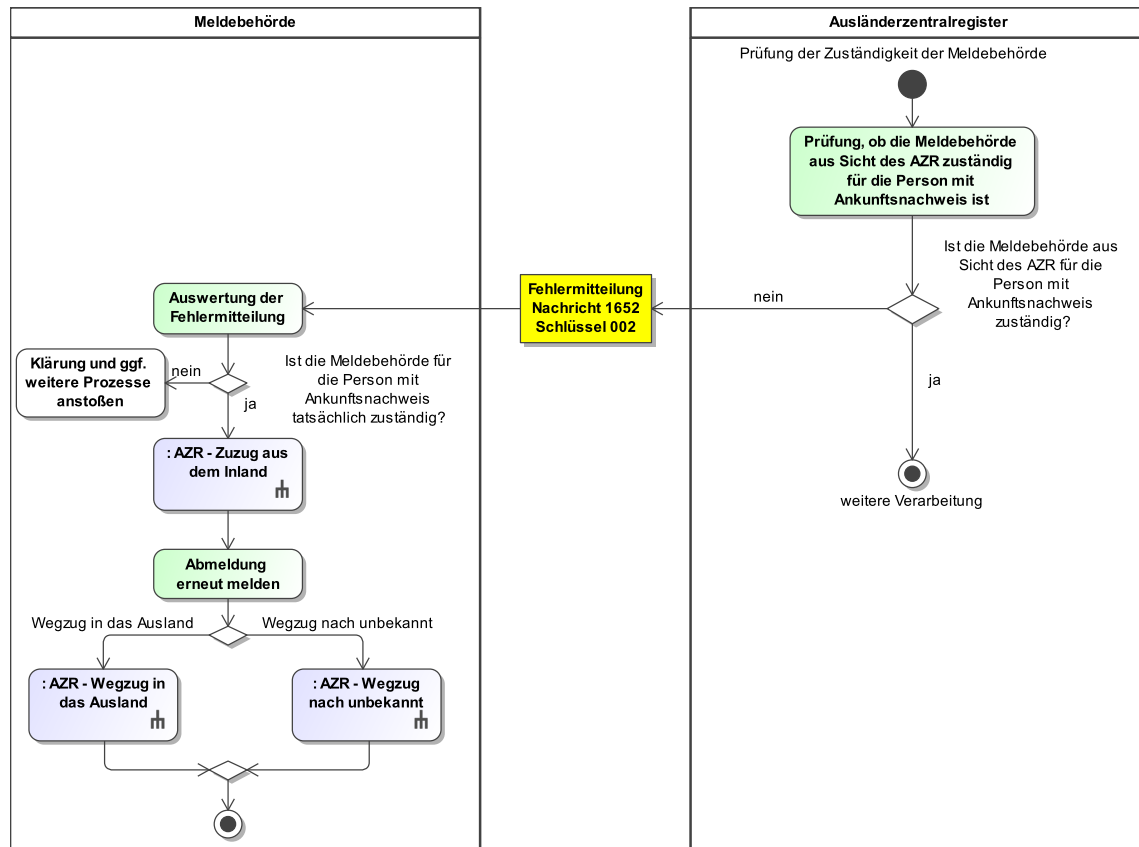 Meldebehörde
Ausländerzentralregister
Prüfung der Zuständigkeit der Meldebehörde
Prüfung, ob die Meldebehörde
aus Sicht des AZR zuständig
für die Person mit
Ankunftsnachweis ist
Ist die Meldebehörde aus
Sicht des AZR für die
Person mit
Ankunftsnachweis
zuständig?
nein
ja
weitere Verarbeitung
Fehlermitteilung
Nachricht 1652
Schlüssel 002
Auswertung der
Fehlermitteilung
Ist die Meldebehörde für
die Person mit
Ankunftsnachweis
tatsächlich zuständig?
nein
Klärung und ggf.
weitere Prozesse
anstoßen
ja
: AZR - Zuzug aus
dem Inland
Abmeldung
erneut melden
Wegzug in das Ausland
Wegzug nach unbekannt
: AZR - Wegzug in
das Ausland
: AZR - Wegzug
nach unbekannt